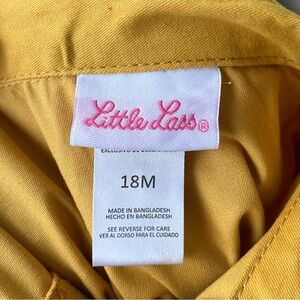 Little Lass®
18M
MADE IN BANGLADESH
HECHO EN BANGLADESH
SEE REVERSE FOR CARE
VER AL DORSO PARA EL CUIDADO